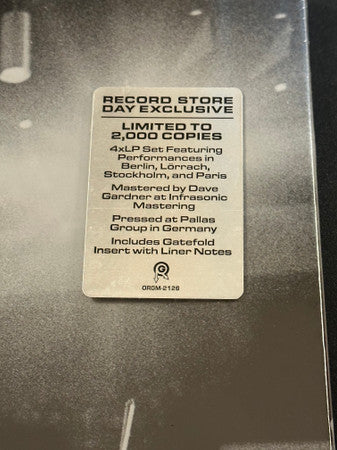 RECORD STORE
DAY EXCLUSIVE
LIMITED TO
2,000 COPIES
4xLP Set Featuring
Performances in
Berlin, Lörrach,
Stockholm, and Paris
Mastered by Dave
Gardner at Infrasonic
Mastering
Pressed at Pallas
Group in Germany
Includes Gatefold
Insert with Liner Notes
ORGM-2126